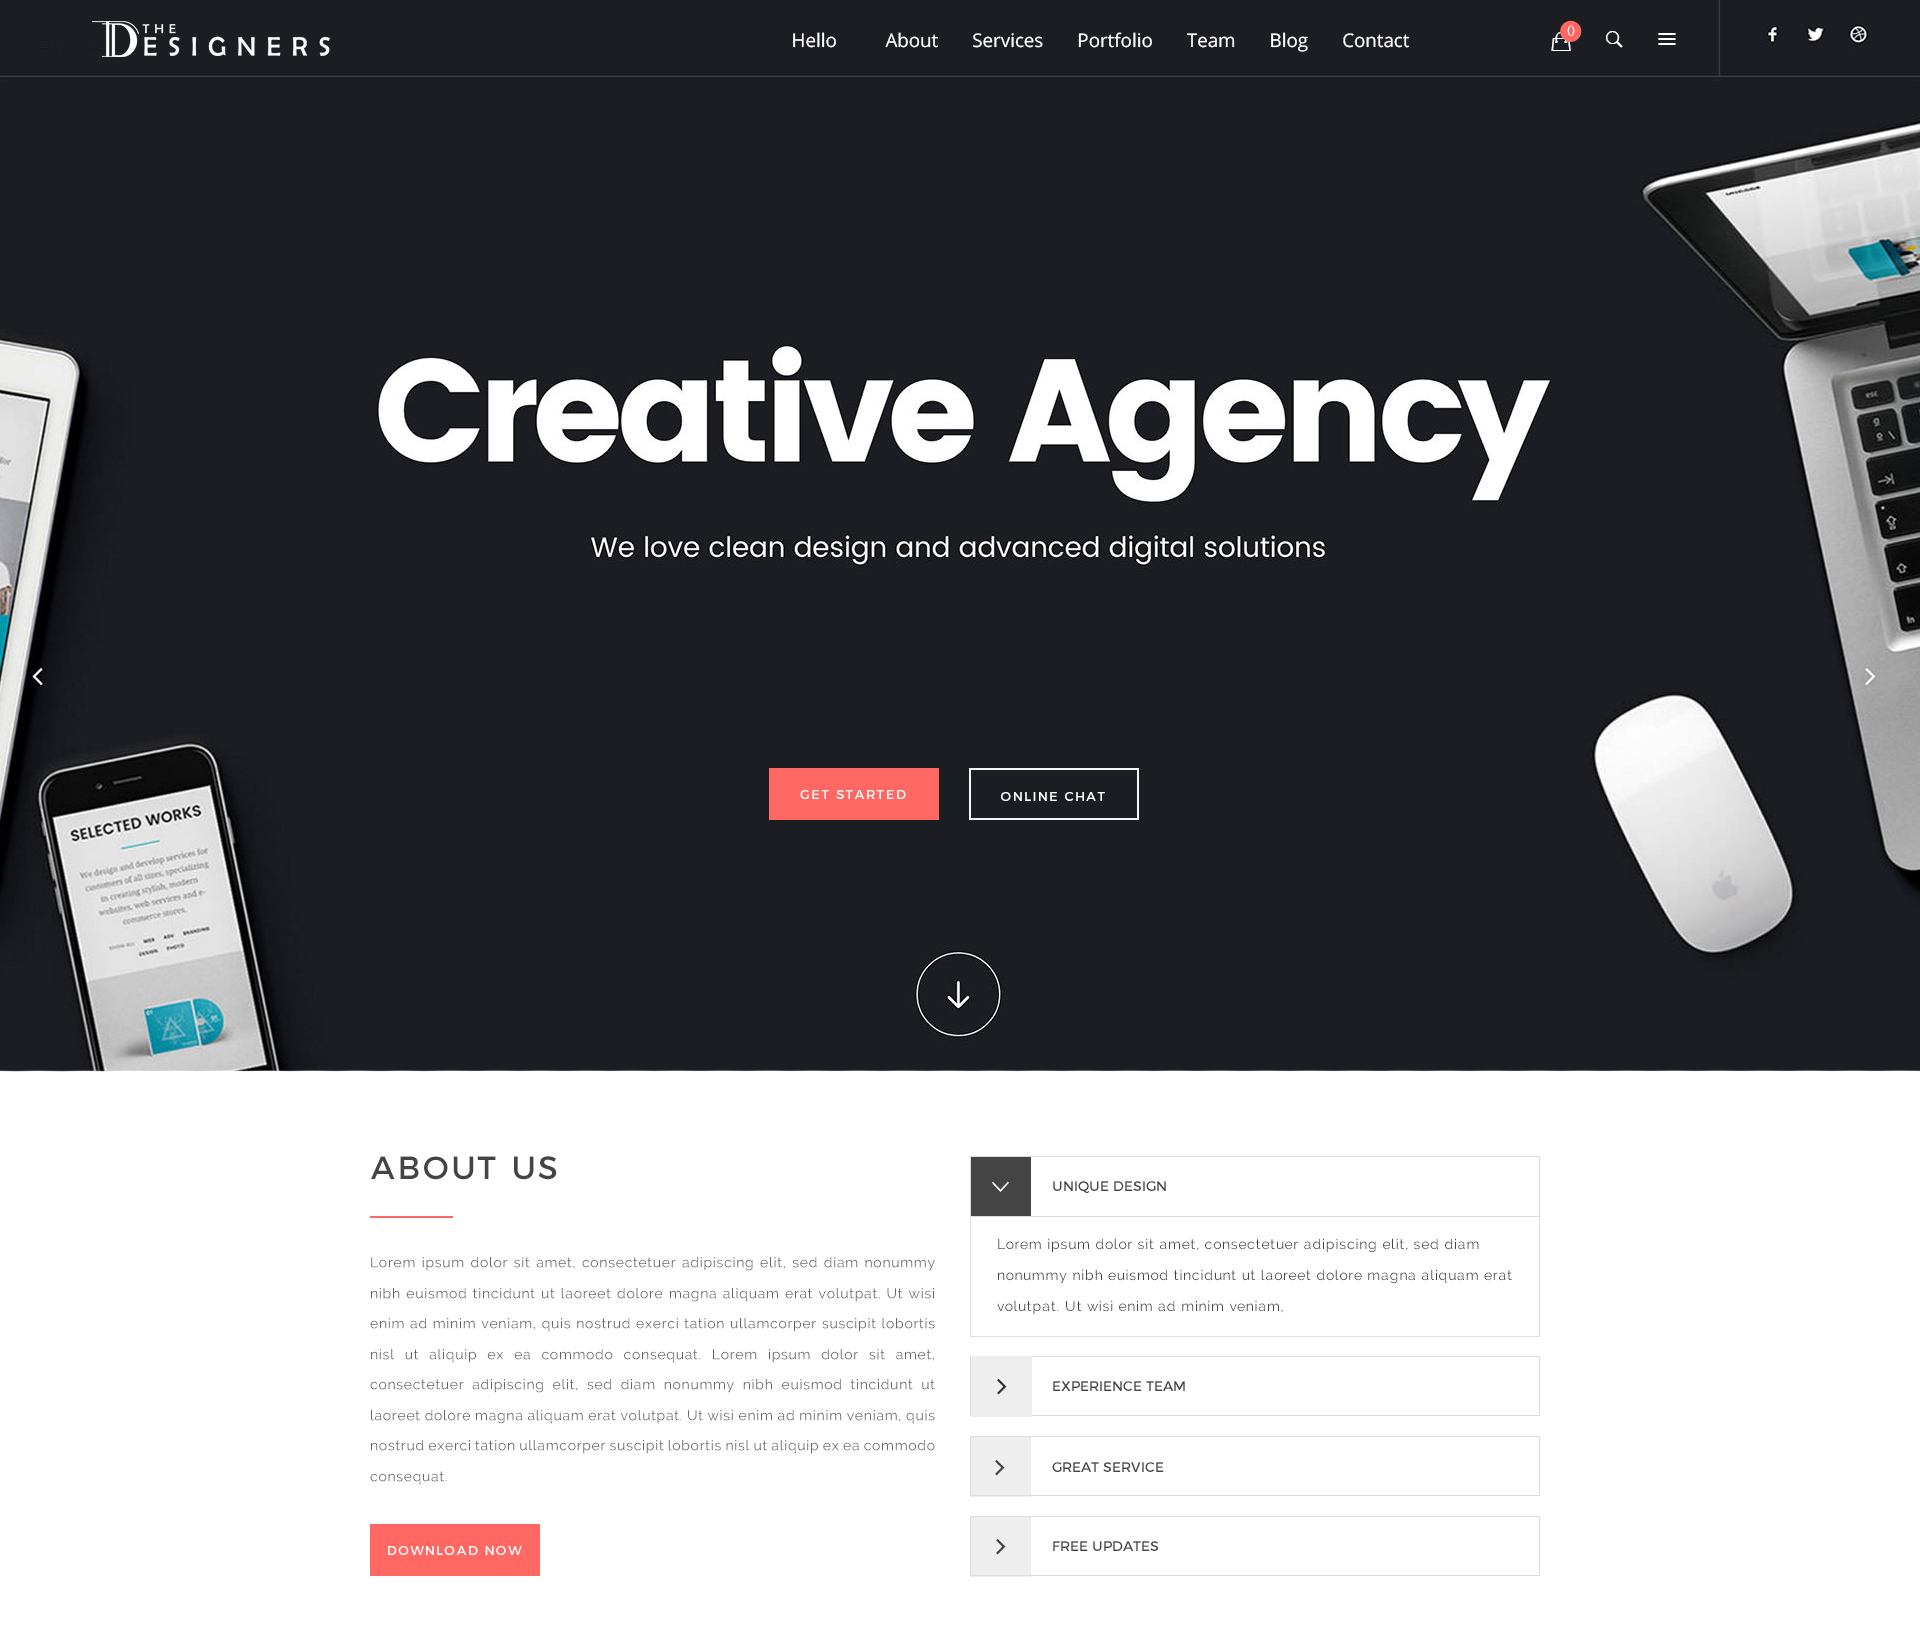 THE
DESIGNERS
Hello About Services Portfolio Team Blog Contact
0
Creative Agency
We love clean design and advanced digital solutions
esc
SELECTED WORKS
We design and develop services for
customers of all sizes, specializing
in creating stylish, modern
websites, web services and e-
commerce stores.
SHOW ALL WEB ADV BRANDING
DESIGN PHOTO
GET STARTED
ONLINE CHAT
ABOUT US
Lorem ipsum dolor sit amet, consectetuer adipiscing elit, sed diam nonummy
nibh euismod tincidunt ut laoreet dolore magna aliquam erat volutpat. Ut wisi
enim ad minim veniam, quis nostrud exerci tation ullamcorper suscipit lobortis
nisl ut aliquip ex ea commodo consequat. Lorem ipsum dolor sit amet,
consectetuer adipiscing elit, sed diam nonummy nibh euismod tincidunt ut
laoreet dolore magna aliquam erat volutpat. Ut wisi enim ad minim veniam, quis
nostrud exerci tation ullamcorper suscipit lobortis nisl ut aliquip ex ea commodo
consequat.
DOWNLOAD NOW
UNIQUE DESIGN
Lorem ipsum dolor sit amet, consectetuer adipiscing elit, sed diam
nonummy nibh euismod tincidunt ut laoreet dolore magna aliquam erat
volutpat. Ut wisi enim ad minim veniam,
EXPERIENCE TEAM
GREAT SERVICE
FREE UPDATES